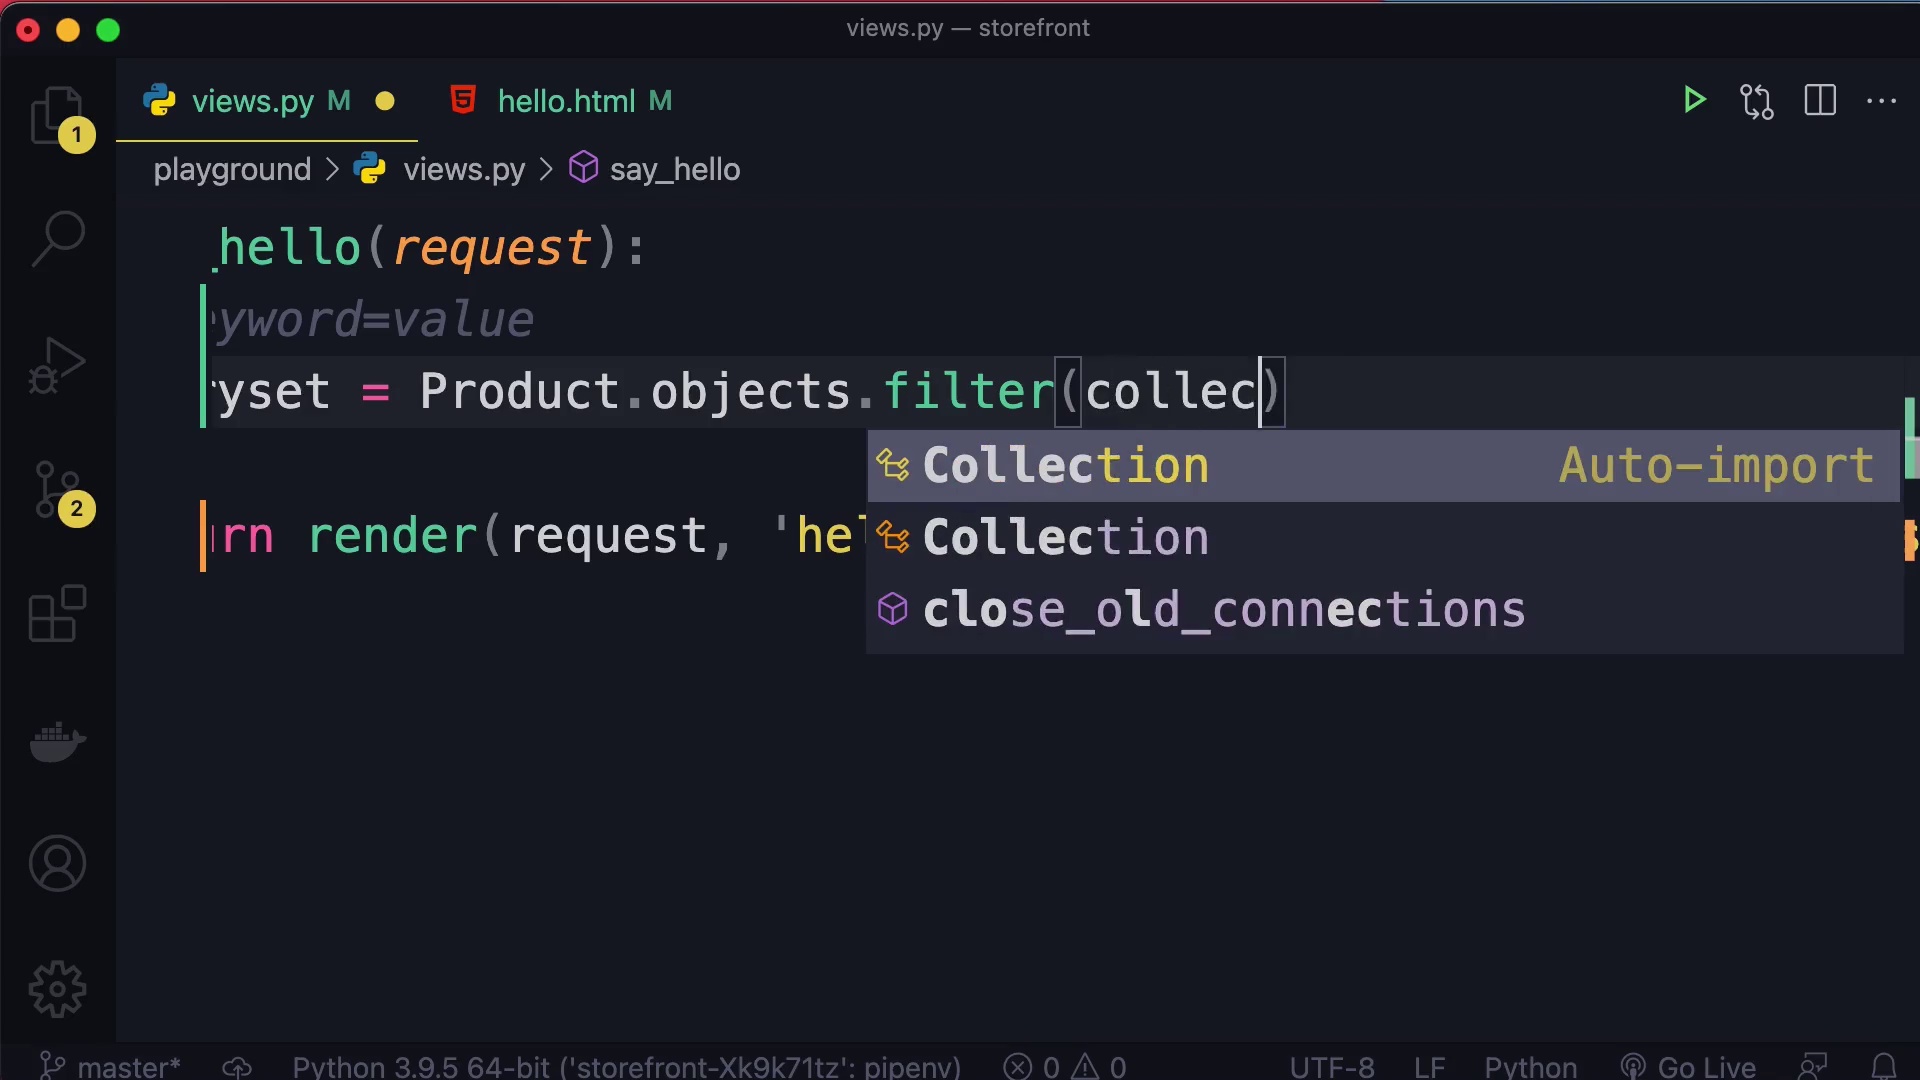 views.py — storefront
views.py M
hello.html M
1
playground > views.py > say_hello
_hello(request):
yword=value
yset = Product.objects.filter(collec)
Collection Auto-import
Collection
rn render(request, 'hel
close_old_connections
2
master*
Python 3.9.5 64-bit ('storefront-Xk9k71tz': pipenv)
0 0
UTF-8
LF
Python
Go Live